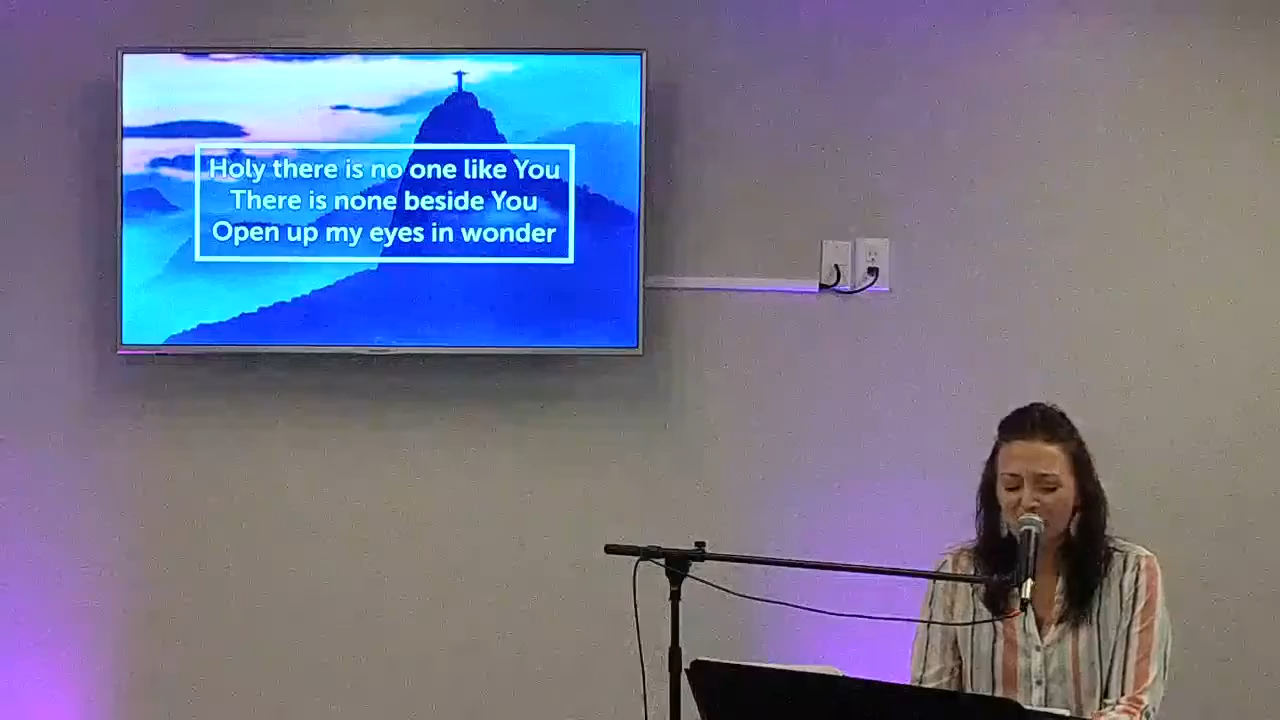 Holy there is no one like You
There is none beside You
Open up my eyes in wonder